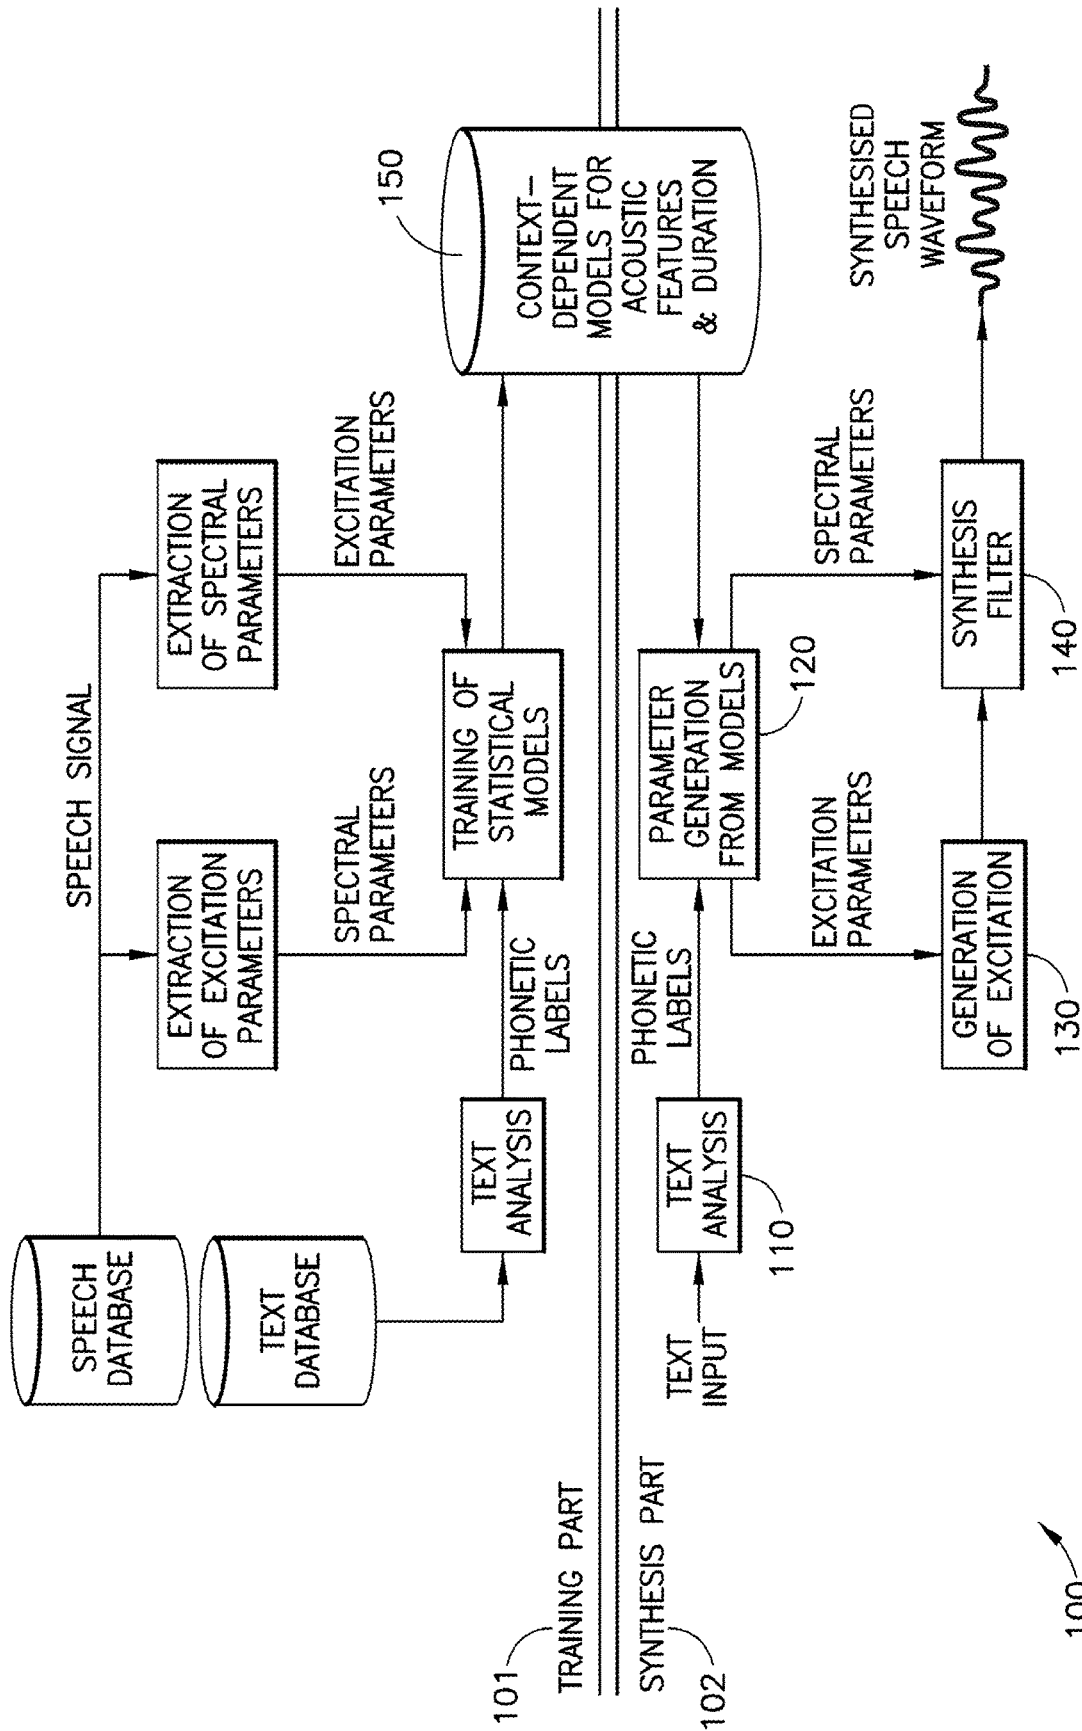 SPEECH
DATABASE
TEXT
DATABASE
SPEECH SIGNAL
EXTRACTION
OF EXCITATION
PARAMETERS
EXTRACTION
OF SPECTRAL
PARAMETERS
SPECTRAL
PARAMETERS
EXCITATION
PARAMETERS
TEXT
ANALYSIS
PHONETIC
LABELS
TRAINING OF
STATISTICAL
MODELS
150
CONTEXT-
DEPENDENT
MODELS FOR
ACOUSTIC
FEATURES
& DURATION
101
TRAINING PART
SYNTHESIS PART
102
TEXT
INPUT
TEXT
ANALYSIS
110
PHONETIC
LABELS
PARAMETER
GENERATION
FROM MODELS
120
EXCITATION
PARAMETERS
SPECTRAL
PARAMETERS
GENERATION
OF EXCITATION
130
SYNTHESIS
FILTER
140
SYNTHESISED
SPEECH
WAVEFORM
100